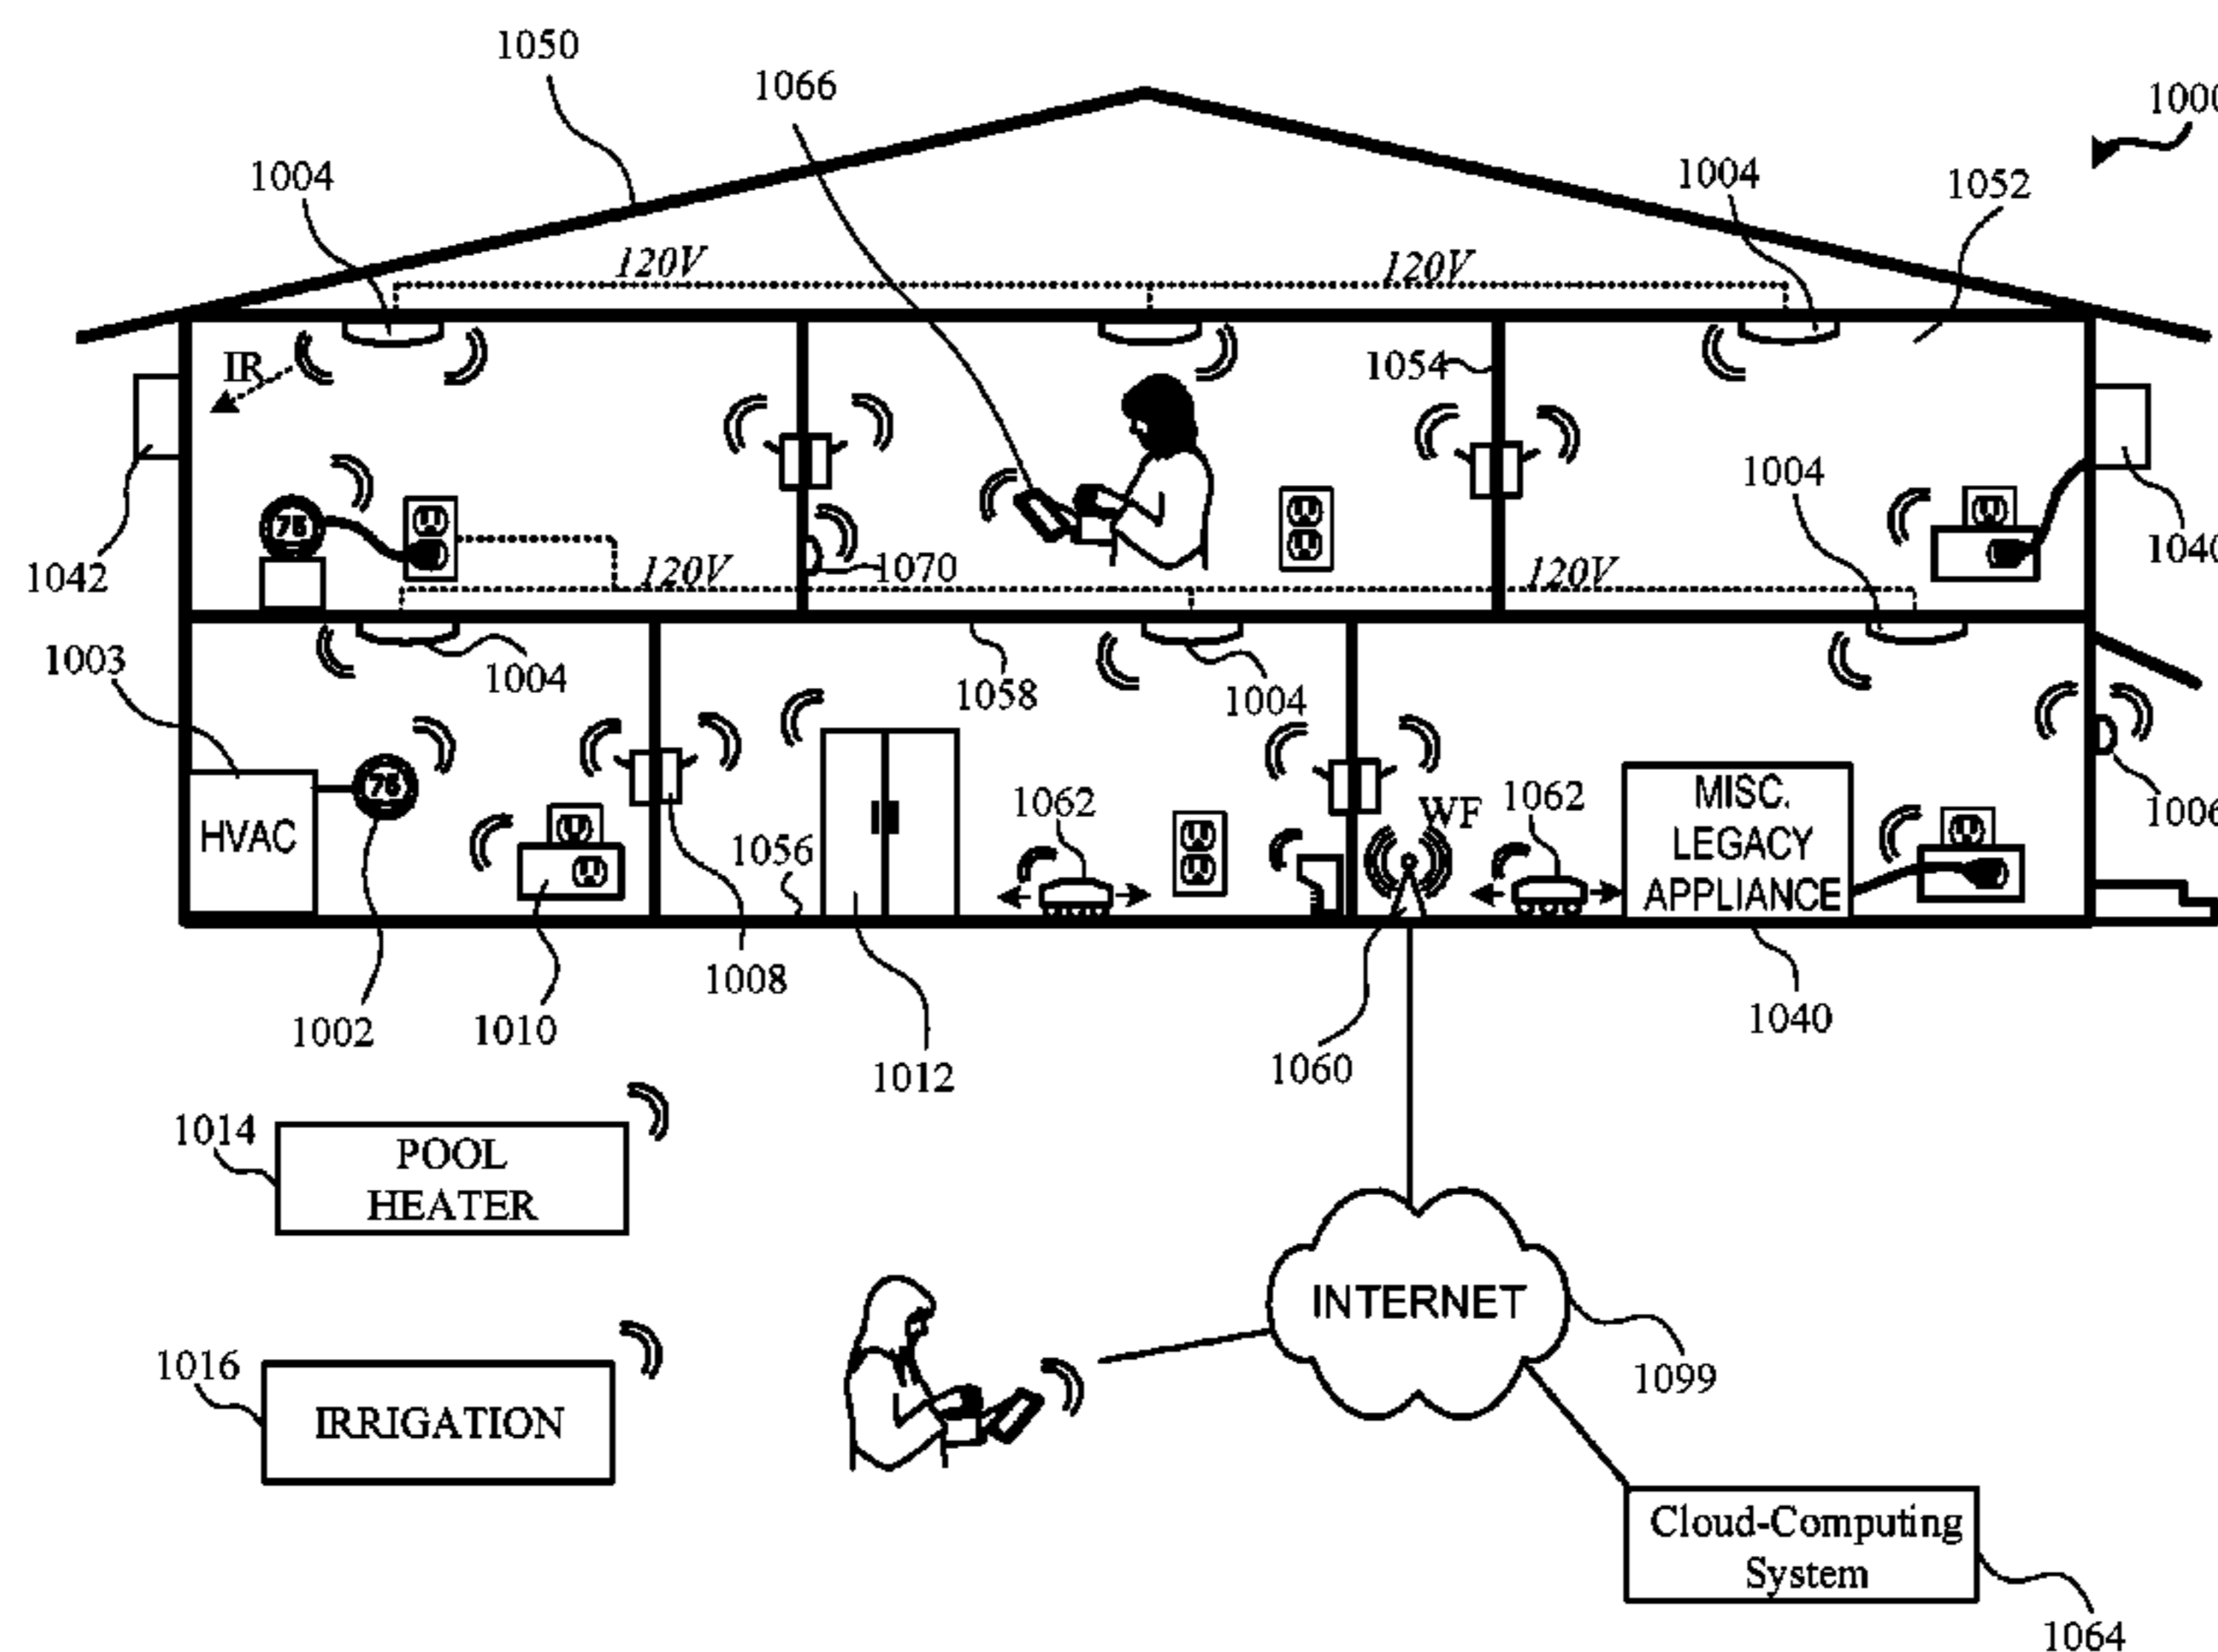 1050
1066
1000
1004
1004
1052
120V
120V
IR
1054
1004
75
1042
1070
1040
120V
120V
1003
1004
1058
1004
75
HVAC
1056
1062
WF
1062
MISC.
LEGACY
APPLIANCE
1006
1008
1002
1010
1012
1060
1040
1014
POOL
HEATER
INTERNET
1016
IRRIGATION
1099
Cloud-Computing
System
1064